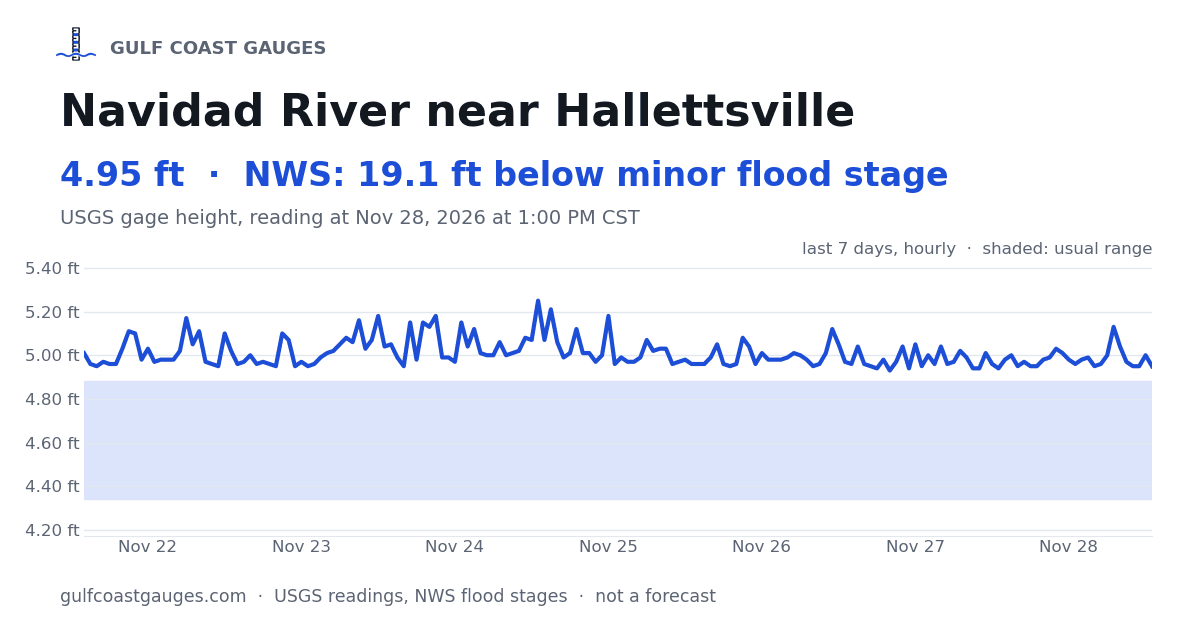 GULF COAST GAUGES
Navidad River near Hallettsville
4.95 ft · NWS: 19.1 ft below minor flood stage
USGS gage height, reading at Nov 28, 2026 at 1:00 PM CST
last 7 days, hourly · shaded: usual range
5.40 ft
5.20 ft
5.00 ft
4.80 ft
4.60 ft
4.40 ft
4.20 ft
Nov 22 Nov 23 Nov 24 Nov 25 Nov 26 Nov 27 Nov 28
gulfcoastgauges.com · USGS readings, NWS flood stages · not a forecast